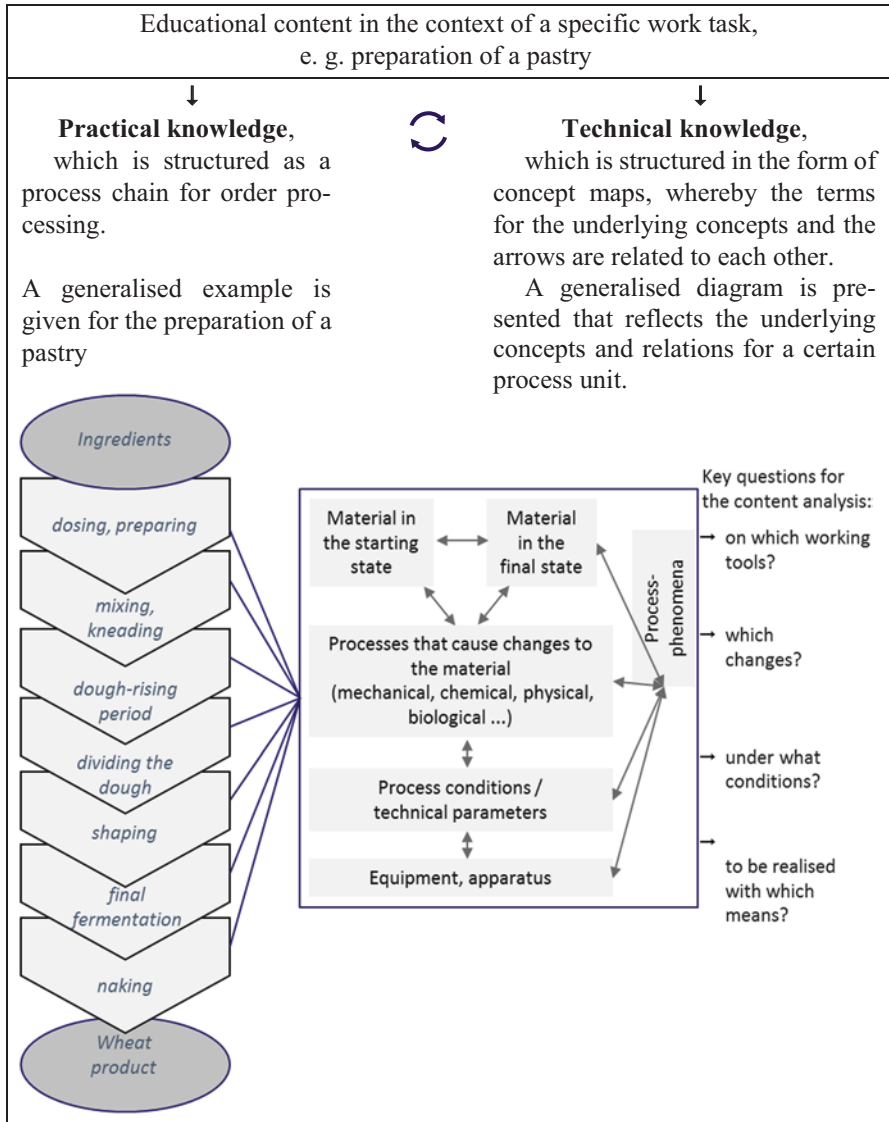 Educational content in the context of a specific work task,
e. g. preparation of a pastry
Practical knowledge,
which is structured as a
process chain for order pro-
cessing.
A generalised example is
given for the preparation of a
pastry
Technical knowledge,
which is structured in the form of
concept maps, whereby the terms
for the underlying concepts and the
arrows are related to each other.
A generalised diagram is pre-
sented that reflects the underlying
concepts and relations for a certain
process unit.
Ingredients
dosing, preparing
mixing,
kneading
dough-rising
period
dividing the
dough
shaping
final
fermentation
naking
Wheat
product
Material in
the starting
state
Material
in the
final state
Process-
phenomena
Processes that cause changes to
the material
(mechanical, chemical, physical,
biological ...)
Process conditions /
technical parameters
Equipment, apparatus
Key questions for
the content analysis:
on which working
tools?
which
changes?
under what
conditions?
to be realised
with which
means?